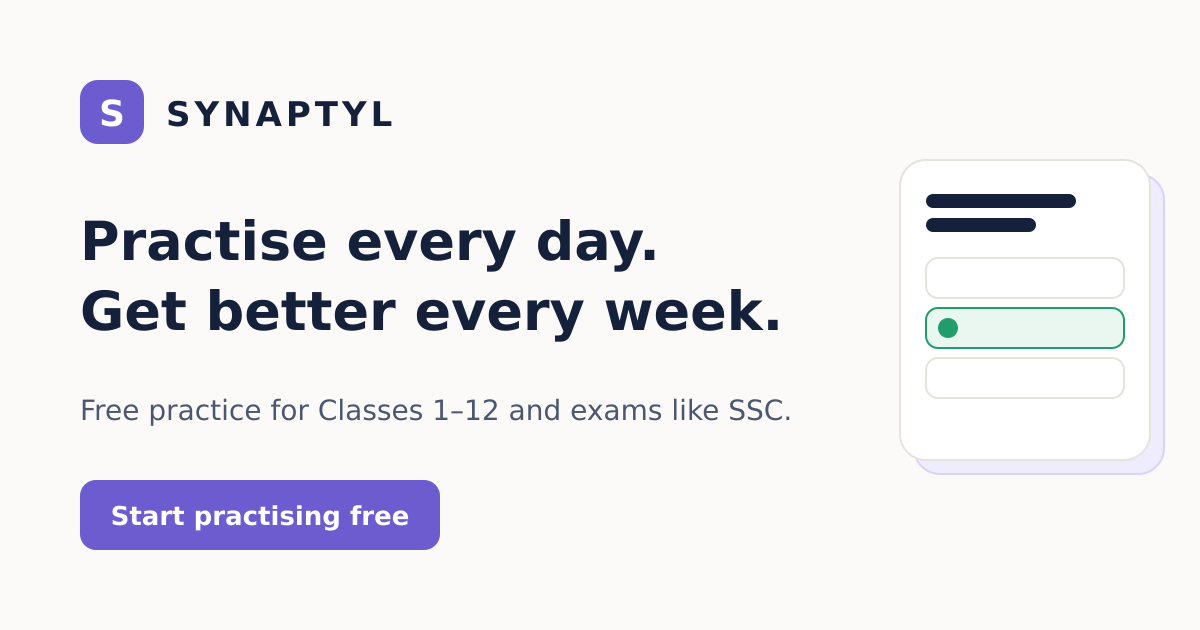 S SYNAPTYL
Practise every day.
Get better every week.
Free practice for Classes 1–12 and exams like SSC.
Start practising free